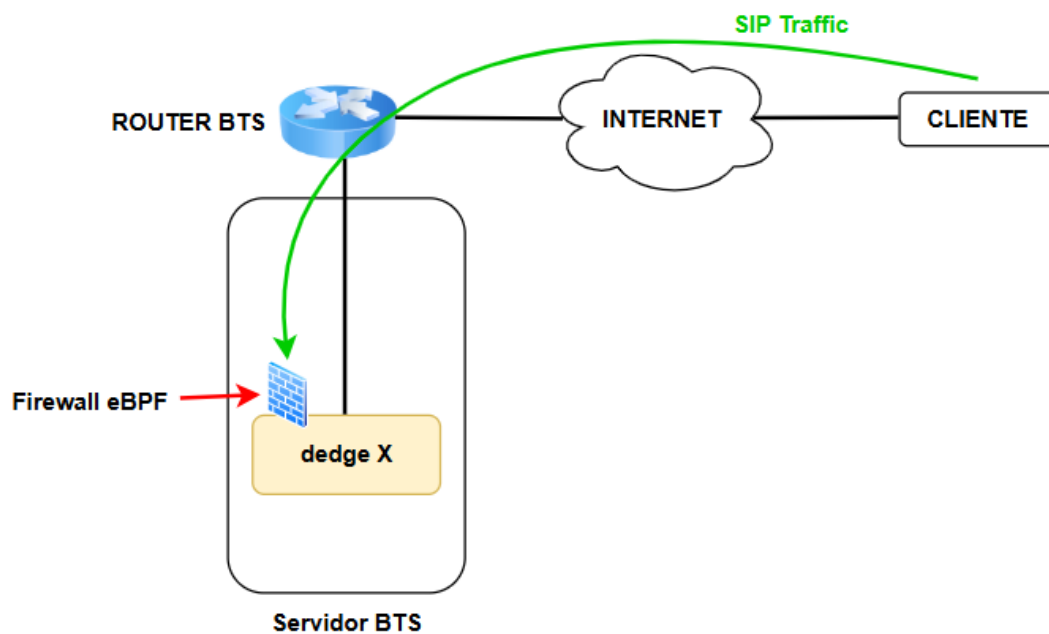 SIP Traffic
ROUTER BTS
INTERNET
CLIENTE
Firewall eBPF
dedge X
Servidor BTS